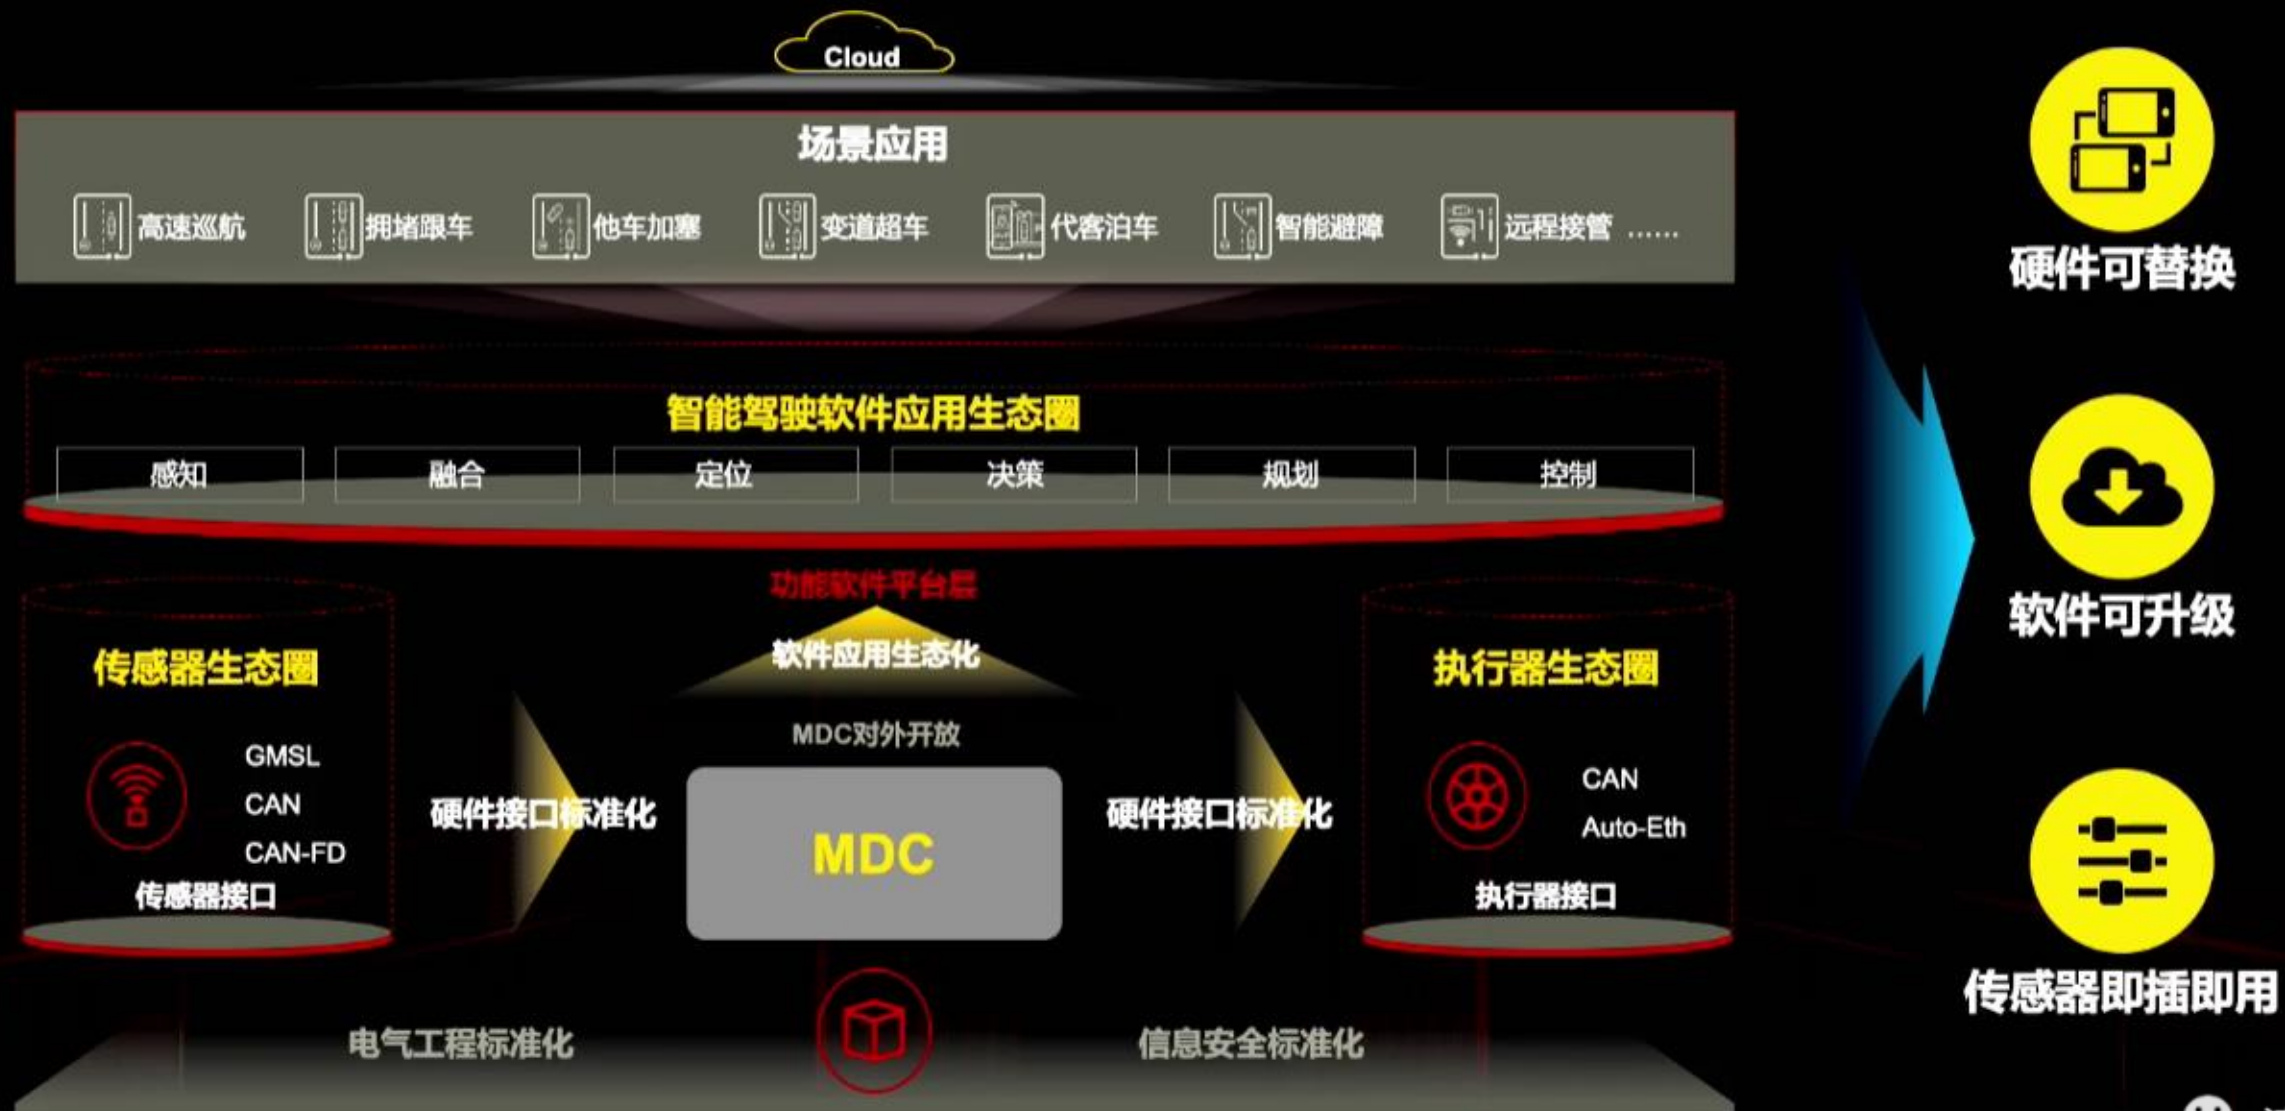 Cloud
场景应用
高速巡航
拥堵跟车
他车加塞
变道超车
代客泊车
智能避障
远程接管 ……
智能驾驶软件应用生态圈
感知
融合
定位
决策
规划
控制
功能软件平台层
软件应用生态化
MDC对外开放
传感器生态圈
GMSL
CAN
CAN-FD
传感器接口
硬件接口标准化
MDC
硬件接口标准化
执行器生态圈
CAN
Auto-Eth
执行器接口
电气工程标准化
信息安全标准化
硬件可替换
软件可升级
传感器即插即用